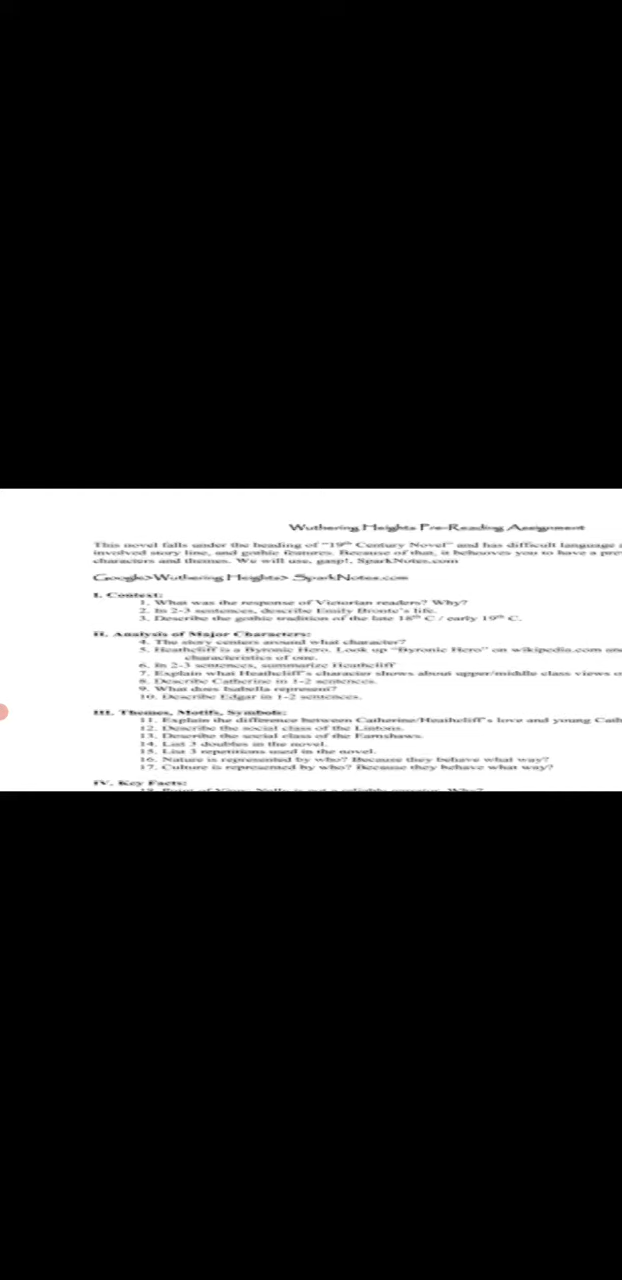 Wuthering Heights Pre-Reading Assignment
This novel falls under the heading of "19th Century Novel" and has difficult language
involved story line, and gothic features. Because of that, it behooves you to have a
characters and themes. We will use, gasp!, SparkNotes.com
Google>Wuthering Heights> SparkNotes.com
I. Context:
1. What was the response of Victorian readers? Why?
2. In 2-3 sentences, describe Emily Bronte's life.
3. Describe the gothic tradition of the late 18th C / early 19th C.
II. Analysis of Major Characters:
4. The story centers around what character?
5. Heathcliff is a Byronic Hero. Look up "Byronic Hero" on wikipedia.com and
characteristics of one.
6. In 2-3 sentences, summarize Heathcliff
7. Explain what Heathcliff's character shows about upper/middle class views
8. Describe Catherine in 1-2 sentences.
9. What does Isabella represent?
10. Describe Edgar in 1-2 sentences.
III. Themes, Motifs, Symbols:
11. Explain the difference between Catherine/Heathcliff's love and young
12. Describe the social class of the Lintons.
13. Describe the social class of the Earnshaws.
14. List 3 doubles in the novel.
15. List 3 repetitions used in the novel.
16. Nature is represented by who? Because they behave what way?
17. Culture is represented by who? Because they behave what way?
IV. Key Facts: